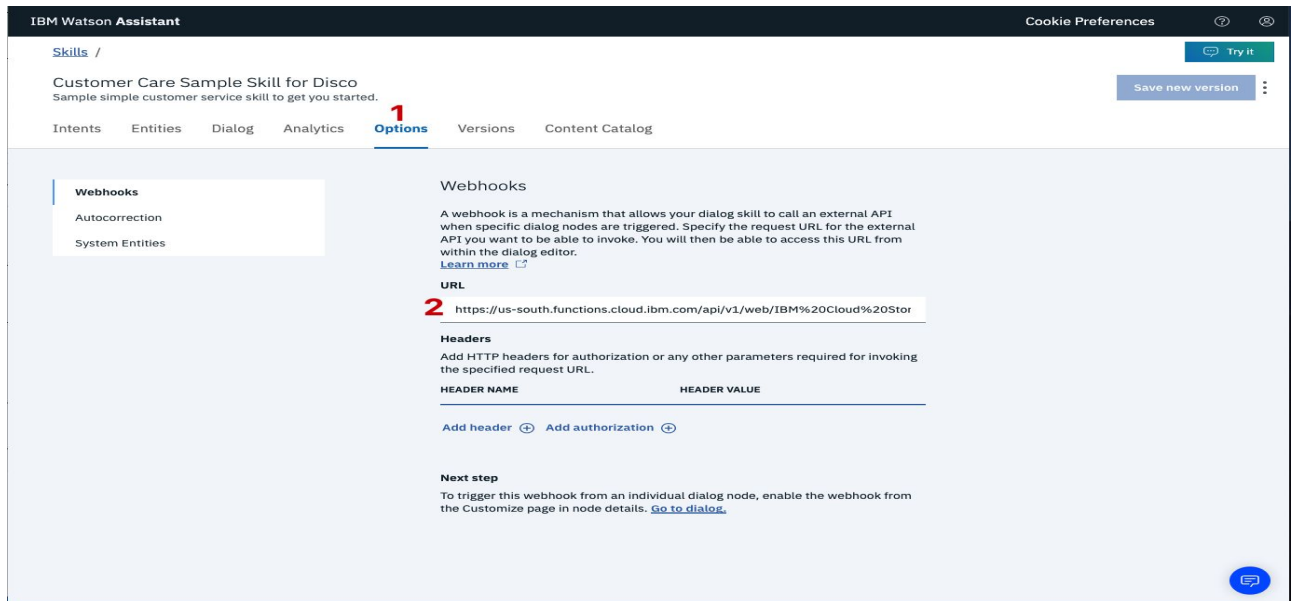 IBM Watson Assistant
Cookie Preferences
Skills /
Try it
Customer Care Sample Skill for Disco
Sample simple customer service skill to get you started.
Save new version
1
Intents Entities Dialog Analytics Options Versions Content Catalog
Webhooks
Autocorrection
System Entities
Webhooks
A webhook is a mechanism that allows your dialog skill to call an external API
when specific dialog nodes are triggered. Specify the request URL for the external
API you want to be able to invoke. You will then be able to access this URL from
within the dialog editor.
Learn more
URL
2 https://us-south.functions.cloud.ibm.com/api/v1/web/IBM%20Cloud%20Stor
Headers
Add HTTP headers for authorization or any other parameters required for invoking
the specified request URL.
HEADER NAME HEADER VALUE
Add header Add authorization
Next step
To trigger this webhook from an individual dialog node, enable the webhook from
the Customize page in node details. Go to dialog.